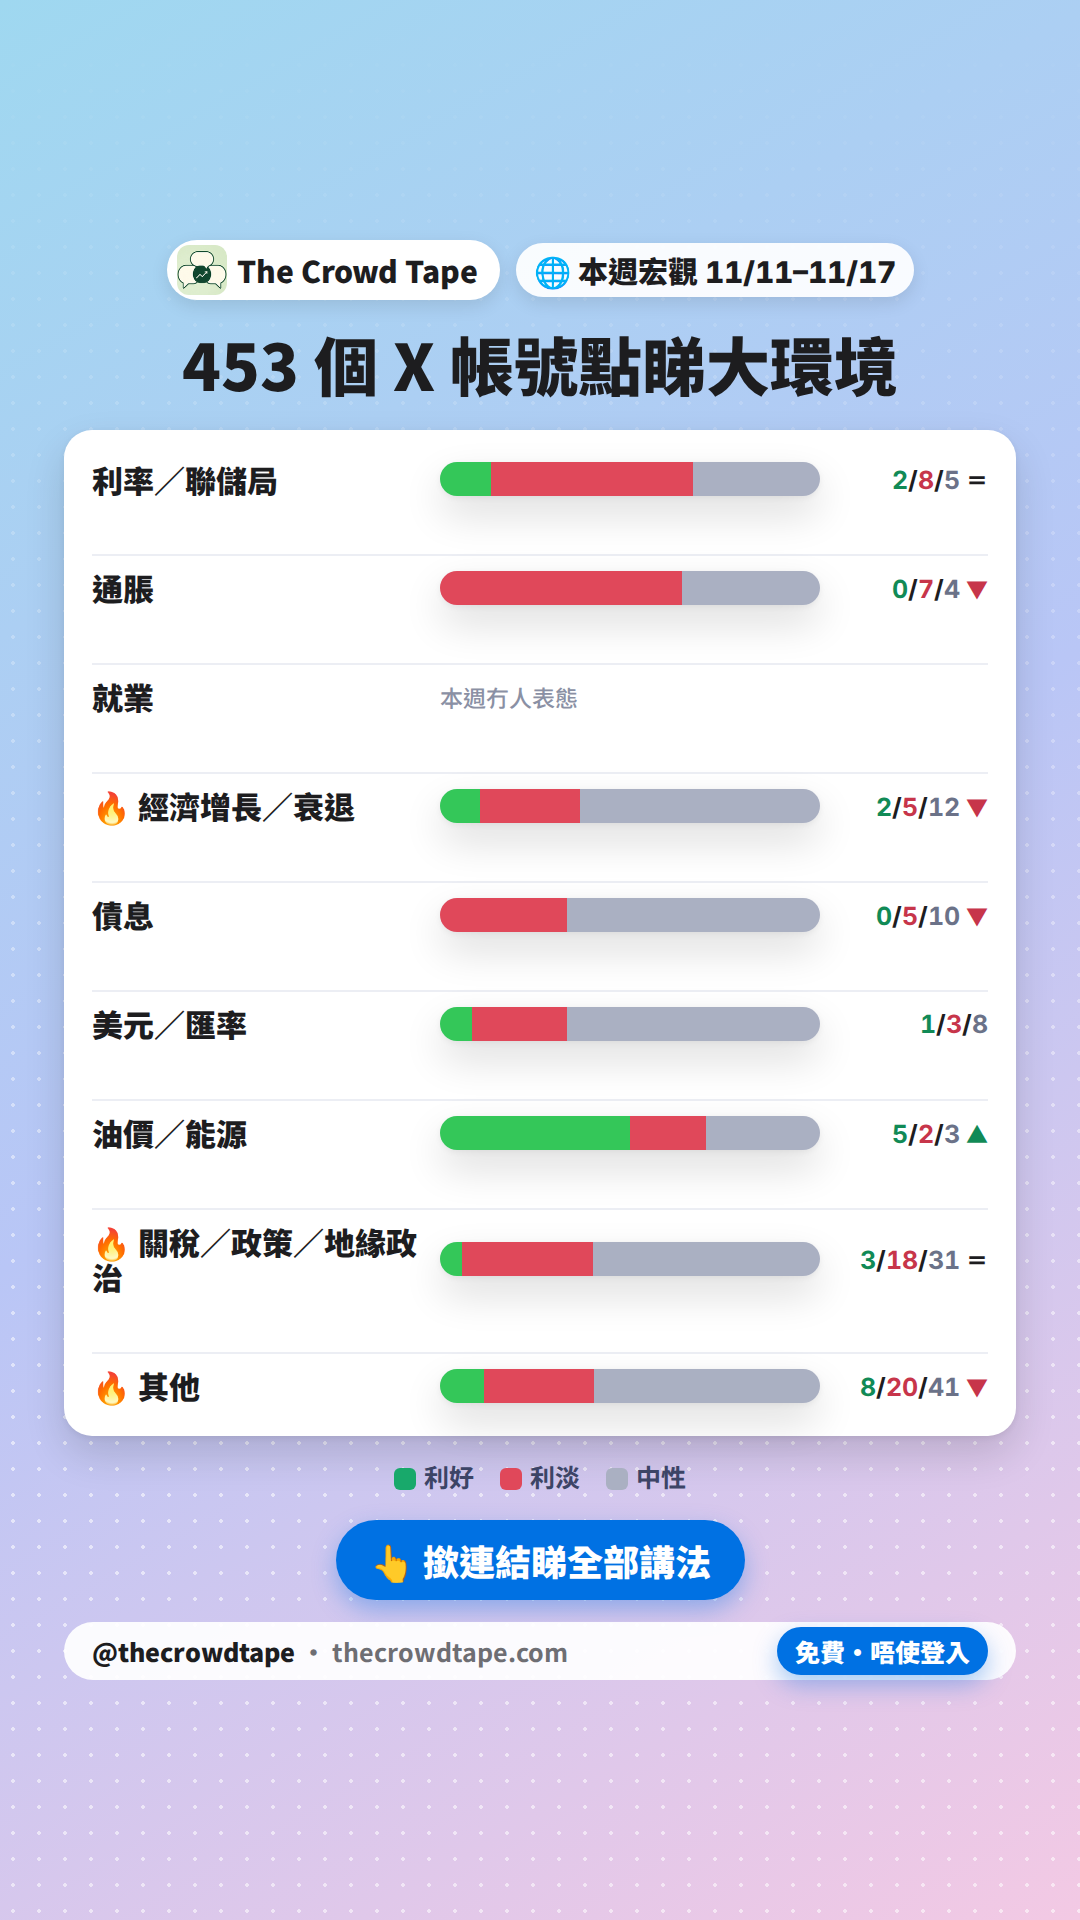 The Crowd Tape
🌐 本週宏觀 11/11–11/17
453 個 X 帳號點睇大環境
利率／聯儲局
2/8/5 =
通脹
0/7/4 ▼
就業
本週冇人表態
🔥 經濟增長／衰退
2/5/12 ▼
債息
0/5/10 ▼
美元／匯率
1/3/8
油價／能源
5/2/3 ▲
🔥 關稅／政策／地緣政
治
3/18/31 =
🔥 其他
8/20/41 ▼
利好 利淡 中性
👆 撳連結睇全部講法
@thecrowdtape · thecrowdtape.com
免費・唔使登入